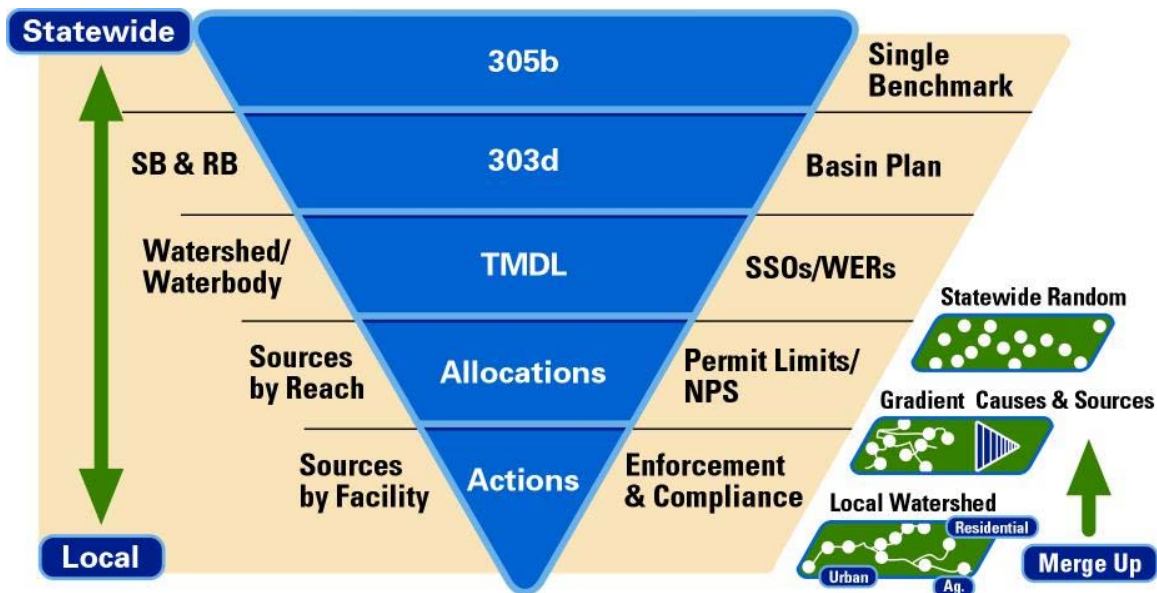 Statewide
305b
Single
Benchmark
SB & RB
303d
Basin Plan
Watershed/
Waterbody
TMDL
SSOs/WERs
Statewide Random
Sources
by Reach
Allocations
Permit Limits/
NPS
Gradient Causes & Sources
Sources
by Facility
Actions
Enforcement
& Compliance
Local Watershed
Residential
Urban
Ag.
Local
Merge Up